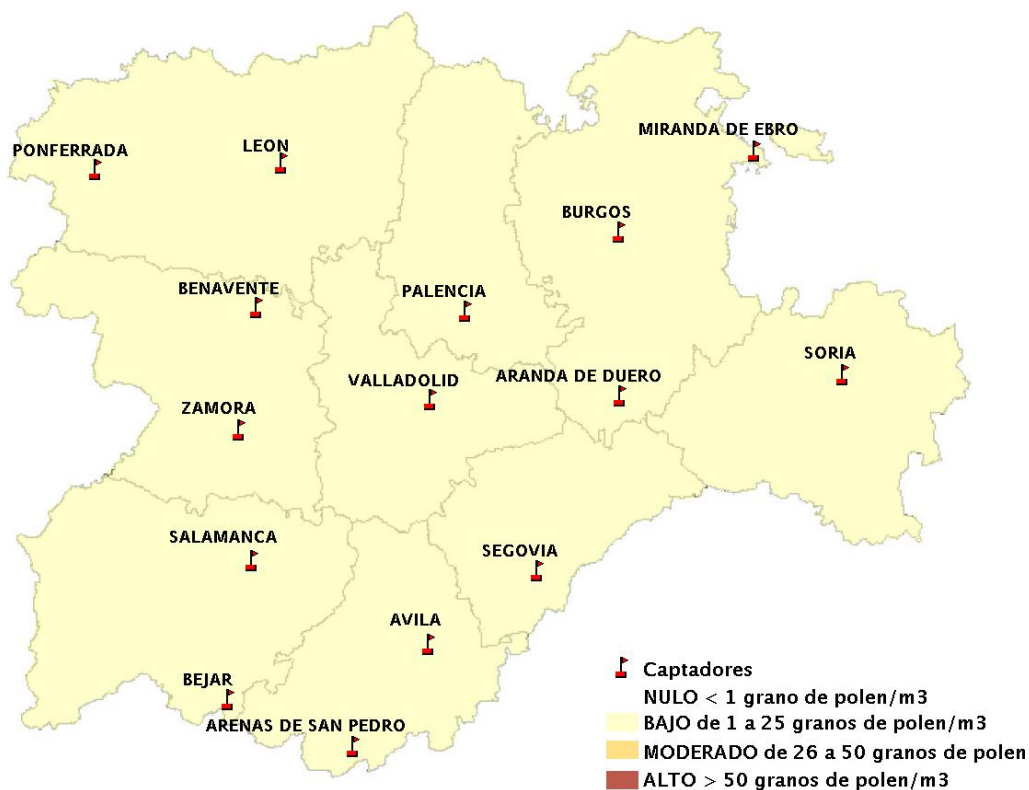 MIRANDA DE EBRO
PONFERRADA
LEON
BURGOS
BENAVENTE
PALENCIA
SORIA
VALLADOLID
ARANDA DE DUERO
ZAMORA
SALAMANCA
SEGOVIA
AVILA
BEJAR
ARENAS DE SAN PEDRO
Captadores
NULO < 1 grano de polen/m3
BAJO de 1 a 25 granos de polen/m3
MODERADO de 26 a 50 granos de polen
ALTO > 50 granos de polen/m3